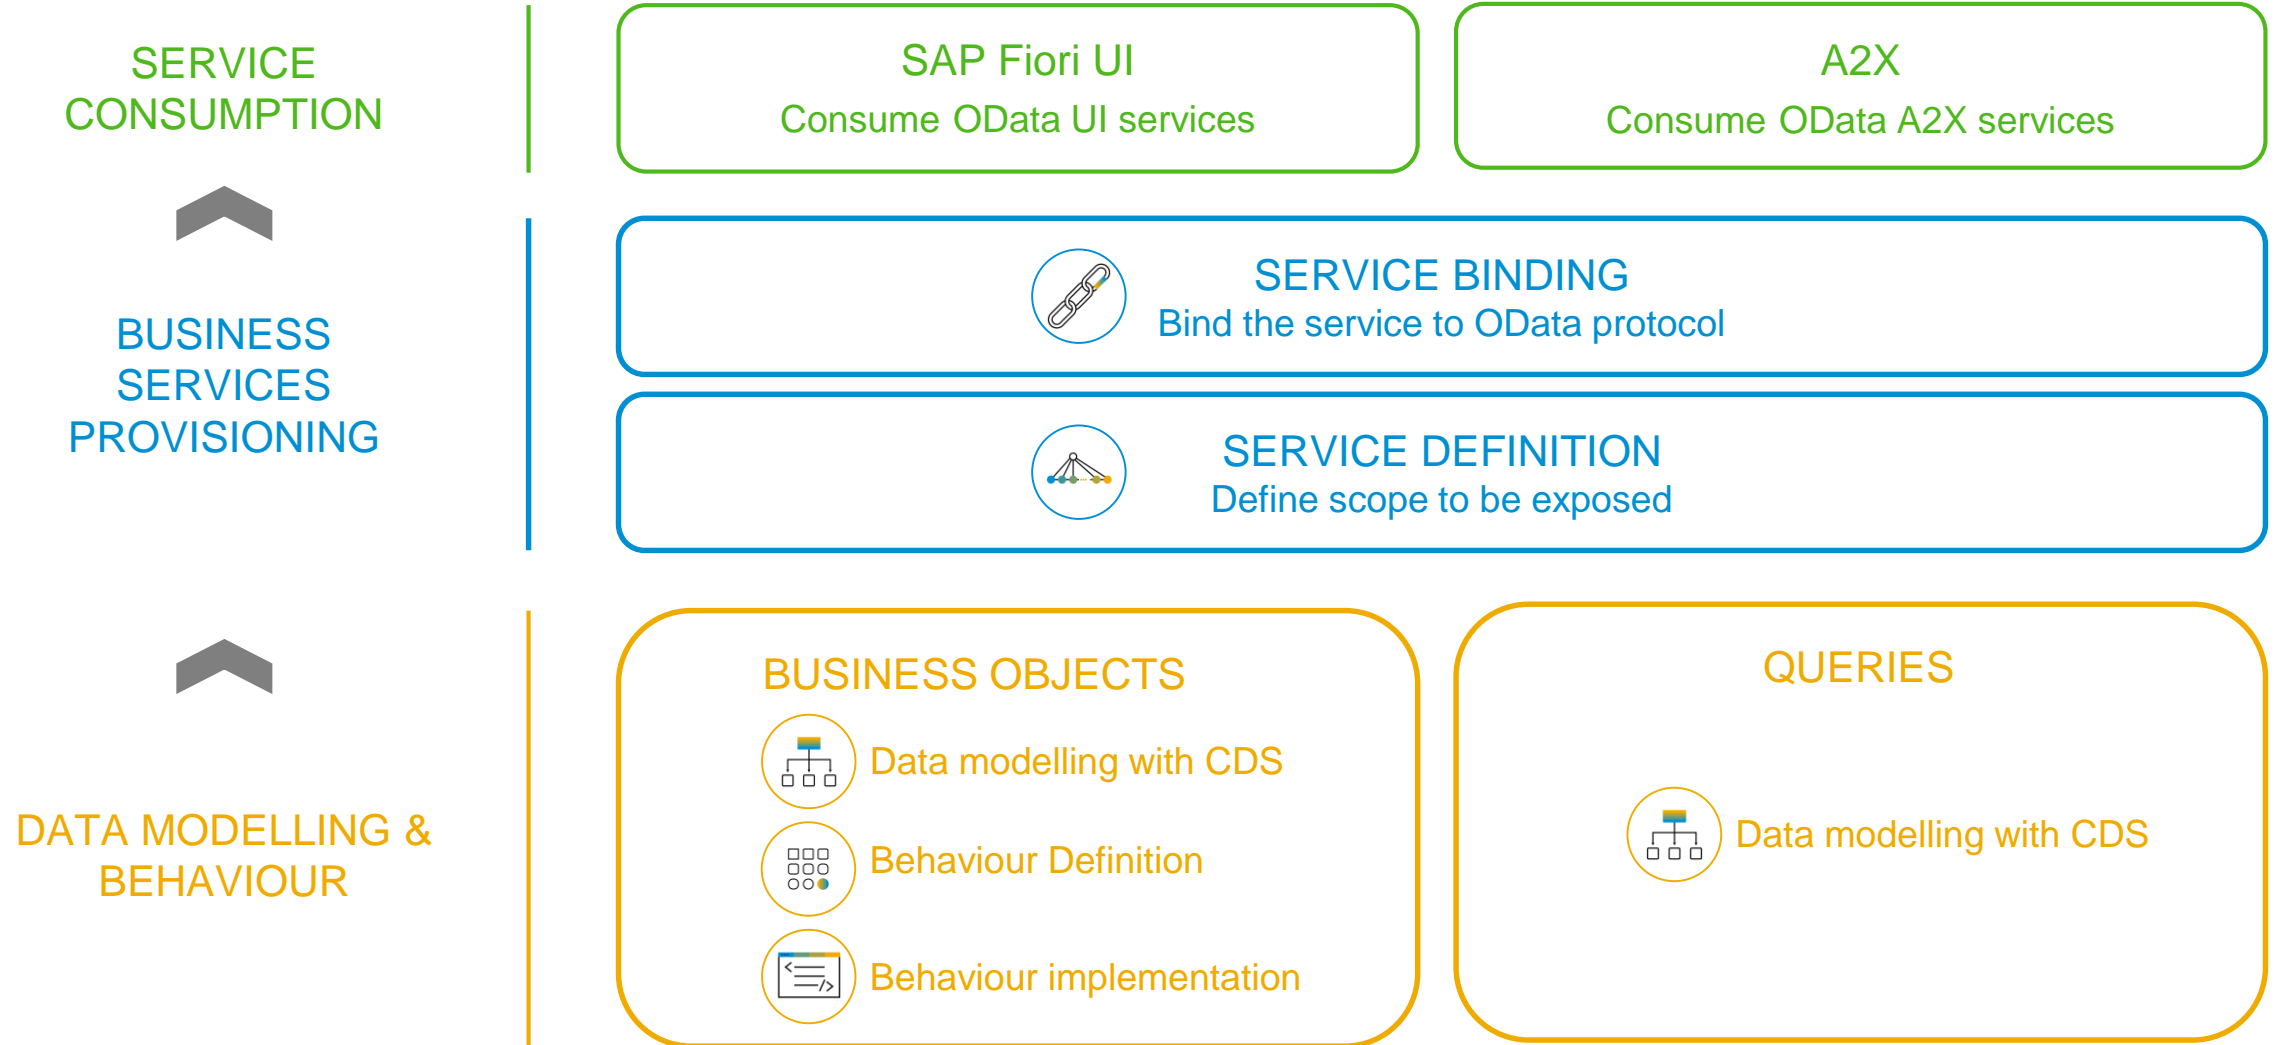 SERVICE
CONSUMPTION
SAP Fiori UI
Consume OData UI services
A2X
Consume OData A2X services
BUSINESS
SERVICES
PROVISIONING
SERVICE BINDING
Bind the service to OData protocol
SERVICE DEFINITION
Define scope to be exposed
DATA MODELLING &
BEHAVIOUR
BUSINESS OBJECTS
Data modelling with CDS
Behaviour Definition
Behaviour implementation
QUERIES
Data modelling with CDS